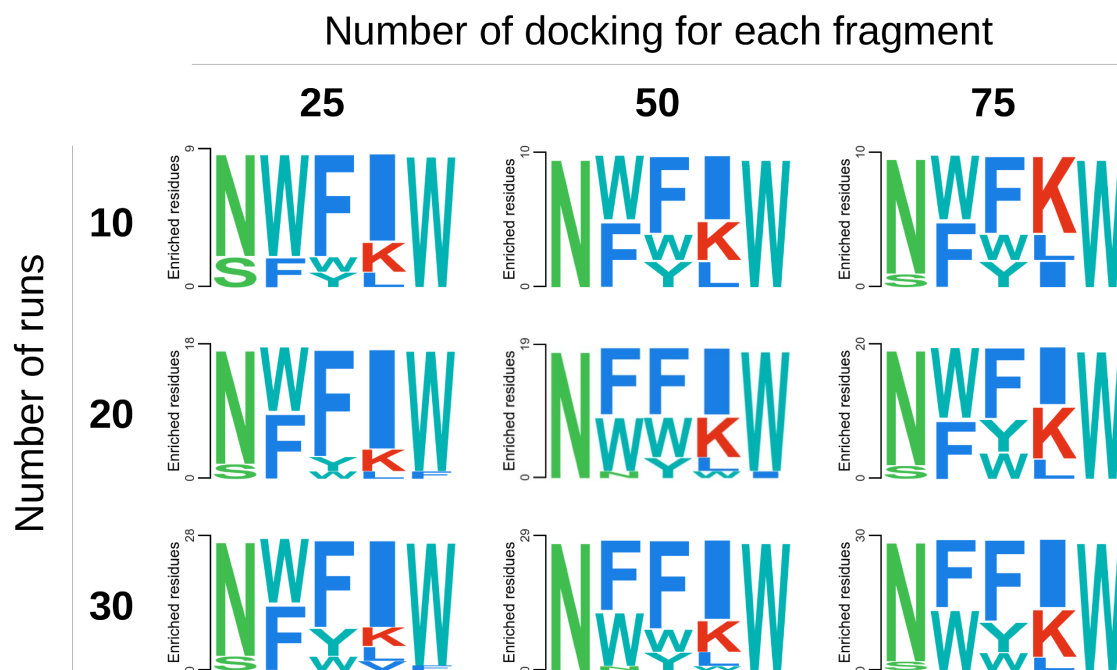 Number of docking for each fragment
25 50 75
Number of runs
10
Enriched residues 9 0
N W F I W
S F W K
Y L
Enriched residues 10 0
N W F I W
F W K
Y L
Enriched residues 10 0
N W F K W
S F W L
Y I
20
Enriched residues 18 0
N W F I W
S F Y K F
W L
Enriched residues 19 0
N F F I W
W W K I
N Y L
W
Enriched residues 20 0
N W F I W
S F Y K
W L
30
Enriched residues 28 0
N W F I W
S F Y K F
W L
V
Enriched residues 29 0
N F F I W
W W K
N Y L
Enriched residues 30 0
N F F I W
S W Y K
W